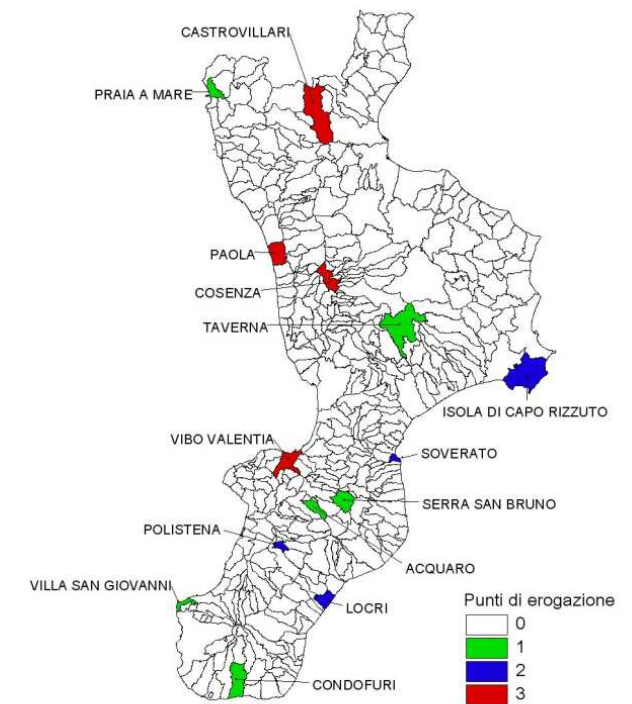 CASTROVILLARI
PRAIA A MARE
PAOLA
COSENZA
TAVERNA
ISOLA DI CAPO RIZZUTO
VIBO VALENTIA
SOVERATO
SERRA SAN BRUNO
POLISTENA
ACQUARO
VILLA SAN GIOVANNI
LOCRI
CONDOFURI
Punti di erogazione
0
1
2
3